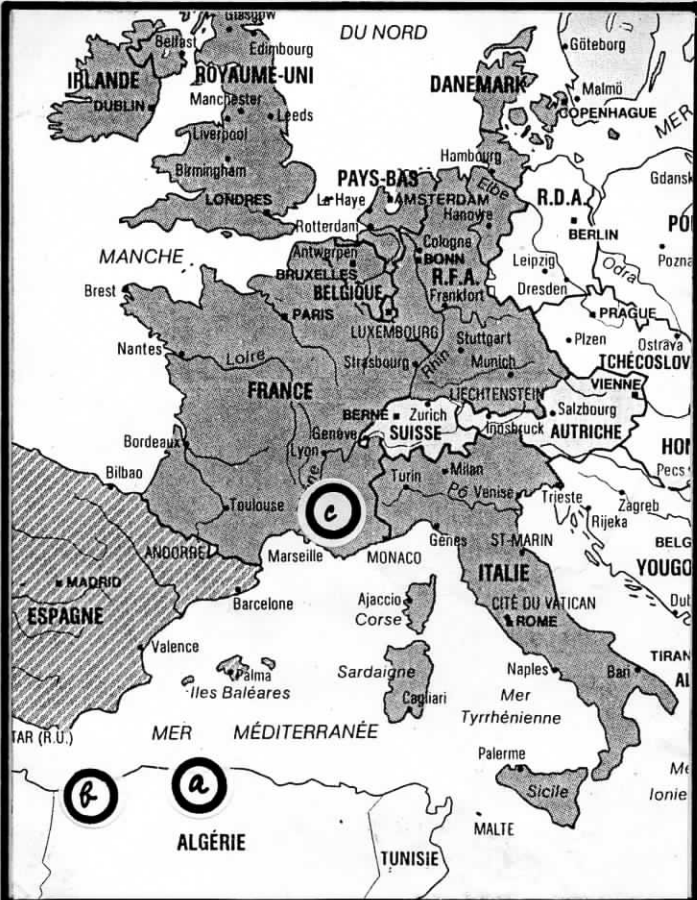 Glasgow
DU NORD
Belfast
Edimbourg
Göteborg
IRLANDE
ROYAUME-UNI
DANEMARK
Malmö
Manchester
DUBLIN
Leeds
COPENHAGUE
Liverpool
MER
Hambourg
Birmingham
PAYS-BAS
Gdansk
Elbe
LONDRES
La Haye
AMSTERDAM
R.D.A.
Hanovre
Rotterdam
BERLIN
PO
Cologne
MANCHE
Antwerpen
BONN
Leipzig
Pozna
BRUXELLES
R.F.A.
Odra
Brest
BELGIQUE
Frankfort
Dresden
PARIS
PRAGUE
LUXEMBOURG
Stuttgart
Plzen
Ostrava
Nantes
Loire
Strasbourg
Rhin
Munich
TCHÉCOSLOV
FRANCE
LIECHTENSTEIN
VIENNE
BERNE
Zurich
Salzbourg
Genève
SUISSE
Innsbruck
AUTRICHE
HON
Bordeaux
Lyon
Bilbao
Turin
Milan
Pecs
Pô
Venise
Trieste
Zagreb
Toulouse
ne
c
Rijeka
ANDORRE
Marseille
MONACO
Gênes
ST-MARIN
BELG
MADRID
ITALIE
YOUGO
Barcelone
Ajaccio
CITÉ DU VATICAN
Dub
ESPAGNE
Corse
ROME
Valence
TIRAN
Palma
Sardaigne
Naples
Bari
AL
Iles Baléares
Cagliari
Mer
Tyrrhénienne
TAR (R.U.)
MER MÉDITERRANÉE
Palerme
Me
b
a
Sicile
Ionie
MALTE
ALGÉRIE
TUNISIE